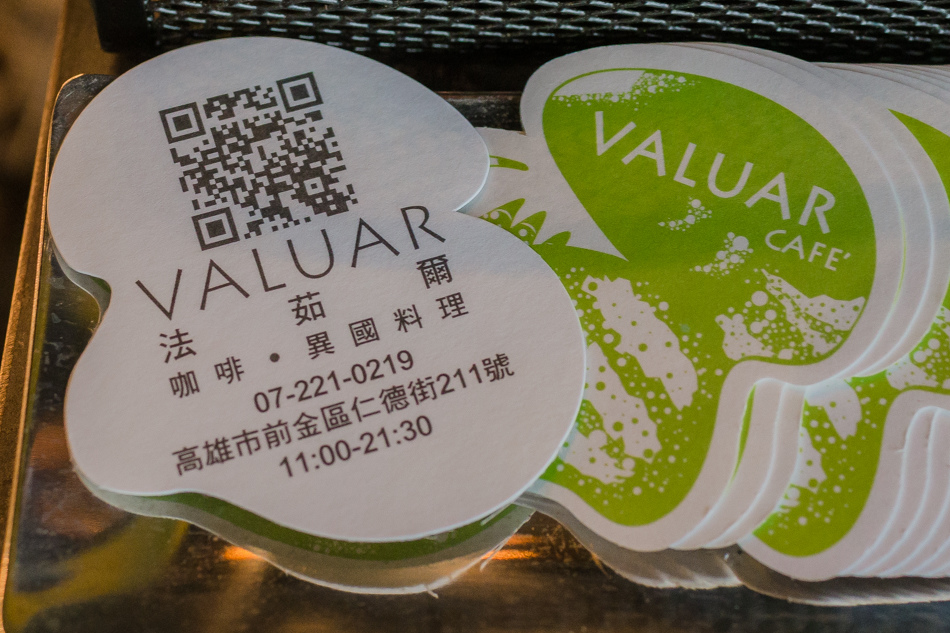 VALUAR
法茹爾
咖啡・異國料理
07-221-0219
高雄市前金區仁德街211號
11:00-21:30
VALUAR
CAFE'